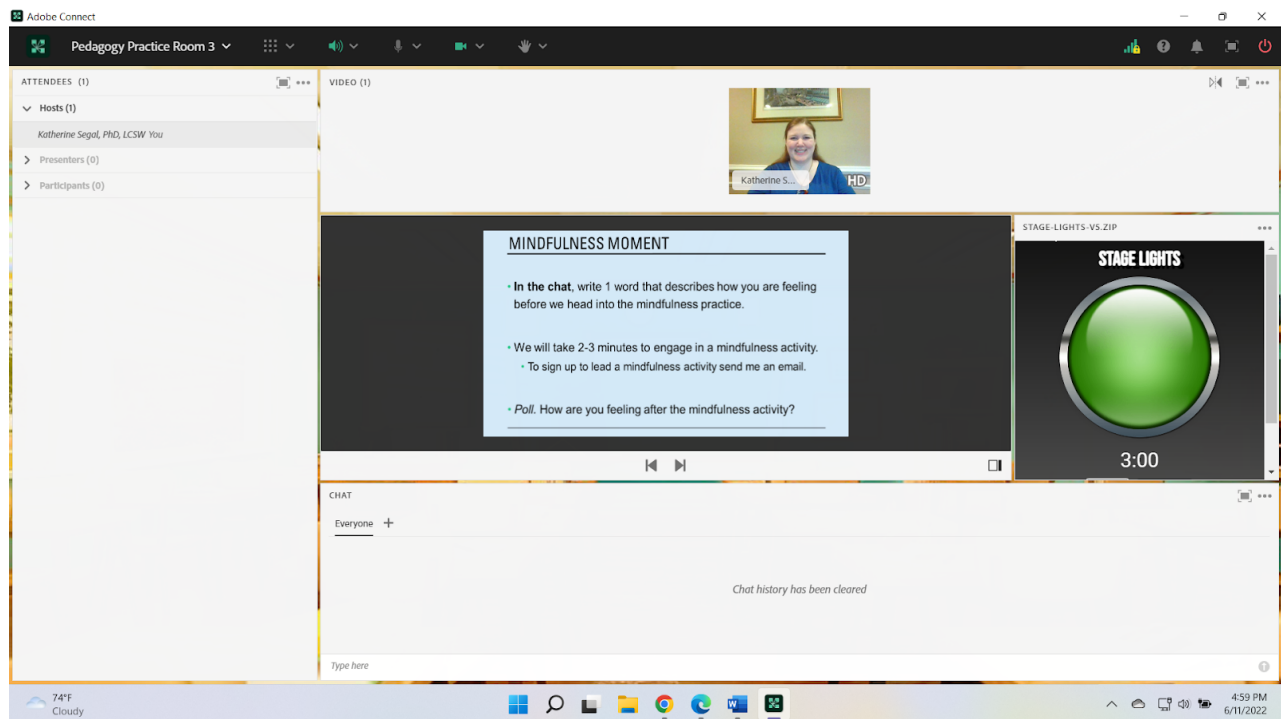 Adobe Connect
Pedagogy Practice Room 3
ATTENDEES (1)
Hosts (1)
Katherine Segal, PhD, LCSW You
Presenters (0)
Participants (0)
VIDEO (1)
Katherine S...
HD
MINDFULNESS MOMENT
• In the chat, write 1 word that describes how you are feeling
before we head into the mindfulness practice.
• We will take 2-3 minutes to engage in a mindfulness activity.
• To sign up to lead a mindfulness activity send me an email.
• Poll. How are you feeling after the mindfulness activity?
STAGE-LIGHTS-V5.ZIP
STAGE LIGHTS
3:00
CHAT
Everyone
Chat history has been cleared
Type here
74°F
Cloudy
4:59 PM
6/11/2022